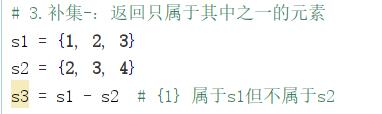 # 3.补集-：返回只属于其中之一的元素
s1 = {1, 2, 3}
s2 = {2, 3, 4}
s3 = s1 - s2  # {1} 属于s1但不属于s2